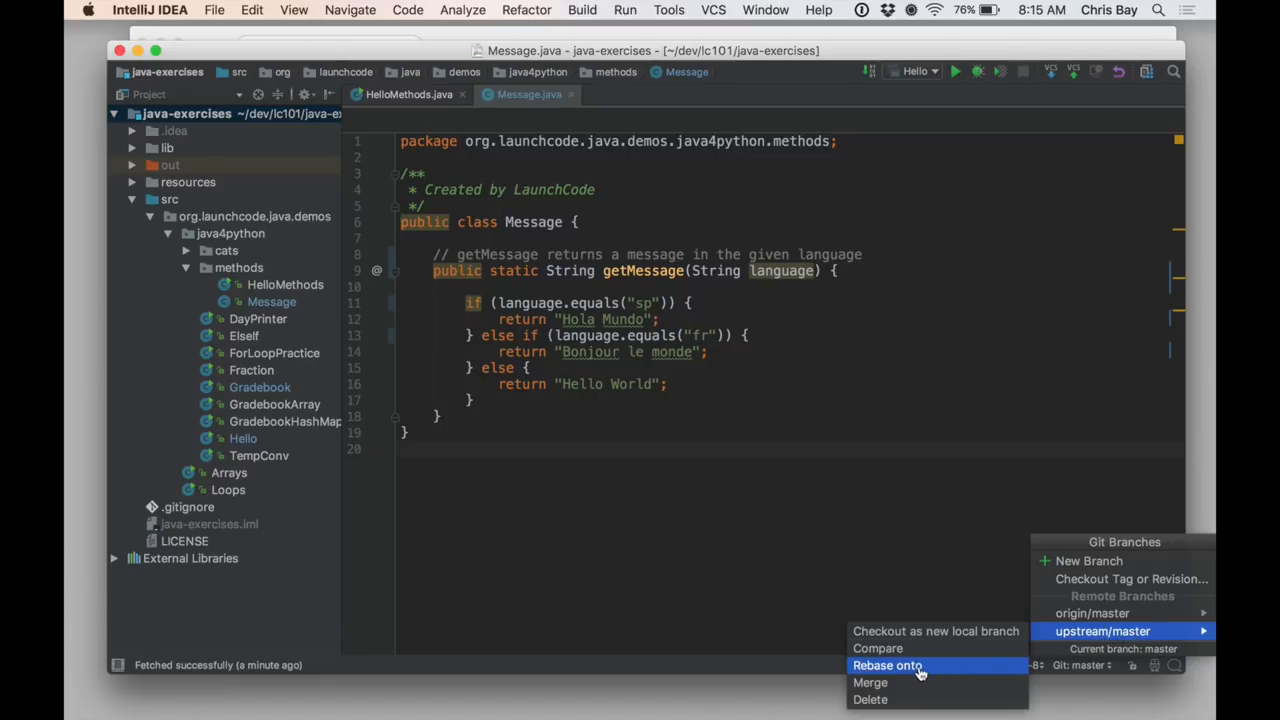 IntelliJ IDEA File Edit View Navigate Code Analyze Refactor Build Run Tools VCS Window Help 76% 8:15 AM Chris Bay
Message.java - java-exercises - [~/dev/lc101/java-exercises]
java-exercises src org launchcode java demos java4python methods Message Hello VCS VCS
Project HelloMethods.java Message.java
java-exercises ~/dev/lc101/java-ex
.idea
lib
out
resources
src
org.launchcode.java.demos
java4python
cats
methods
HelloMethods
Message
DayPrinter
ElseIf
ForLoopPractice
Fraction
Gradebook
GradebookArray
GradebookHashMap
Hello
TempConv
Arrays
Loops
.gitignore
java-exercises.iml
LICENSE
External Libraries
1 package org.launchcode.java.demos.java4python.methods;
2
3 /**
4 * Created by LaunchCode
5 */
6 public class Message {
7
8 // getMessage returns a message in the given language
9 @ public static String getMessage(String language) {
10
11 if (language.equals("sp")) {
12 return "Hola Mundo";
13 } else if (language.equals("fr")) {
14 return "Bonjour le monde";
15 } else {
16 return "Hello World";
17 }
18 }
19 }
20
Git Branches
New Branch
Checkout Tag or Revision...
Remote Branches
origin/master
upstream/master
Current branch: master
Checkout as new local branch
Compare
Rebase onto
Merge
Delete
Fetched successfully (a minute ago) -8 Git: master